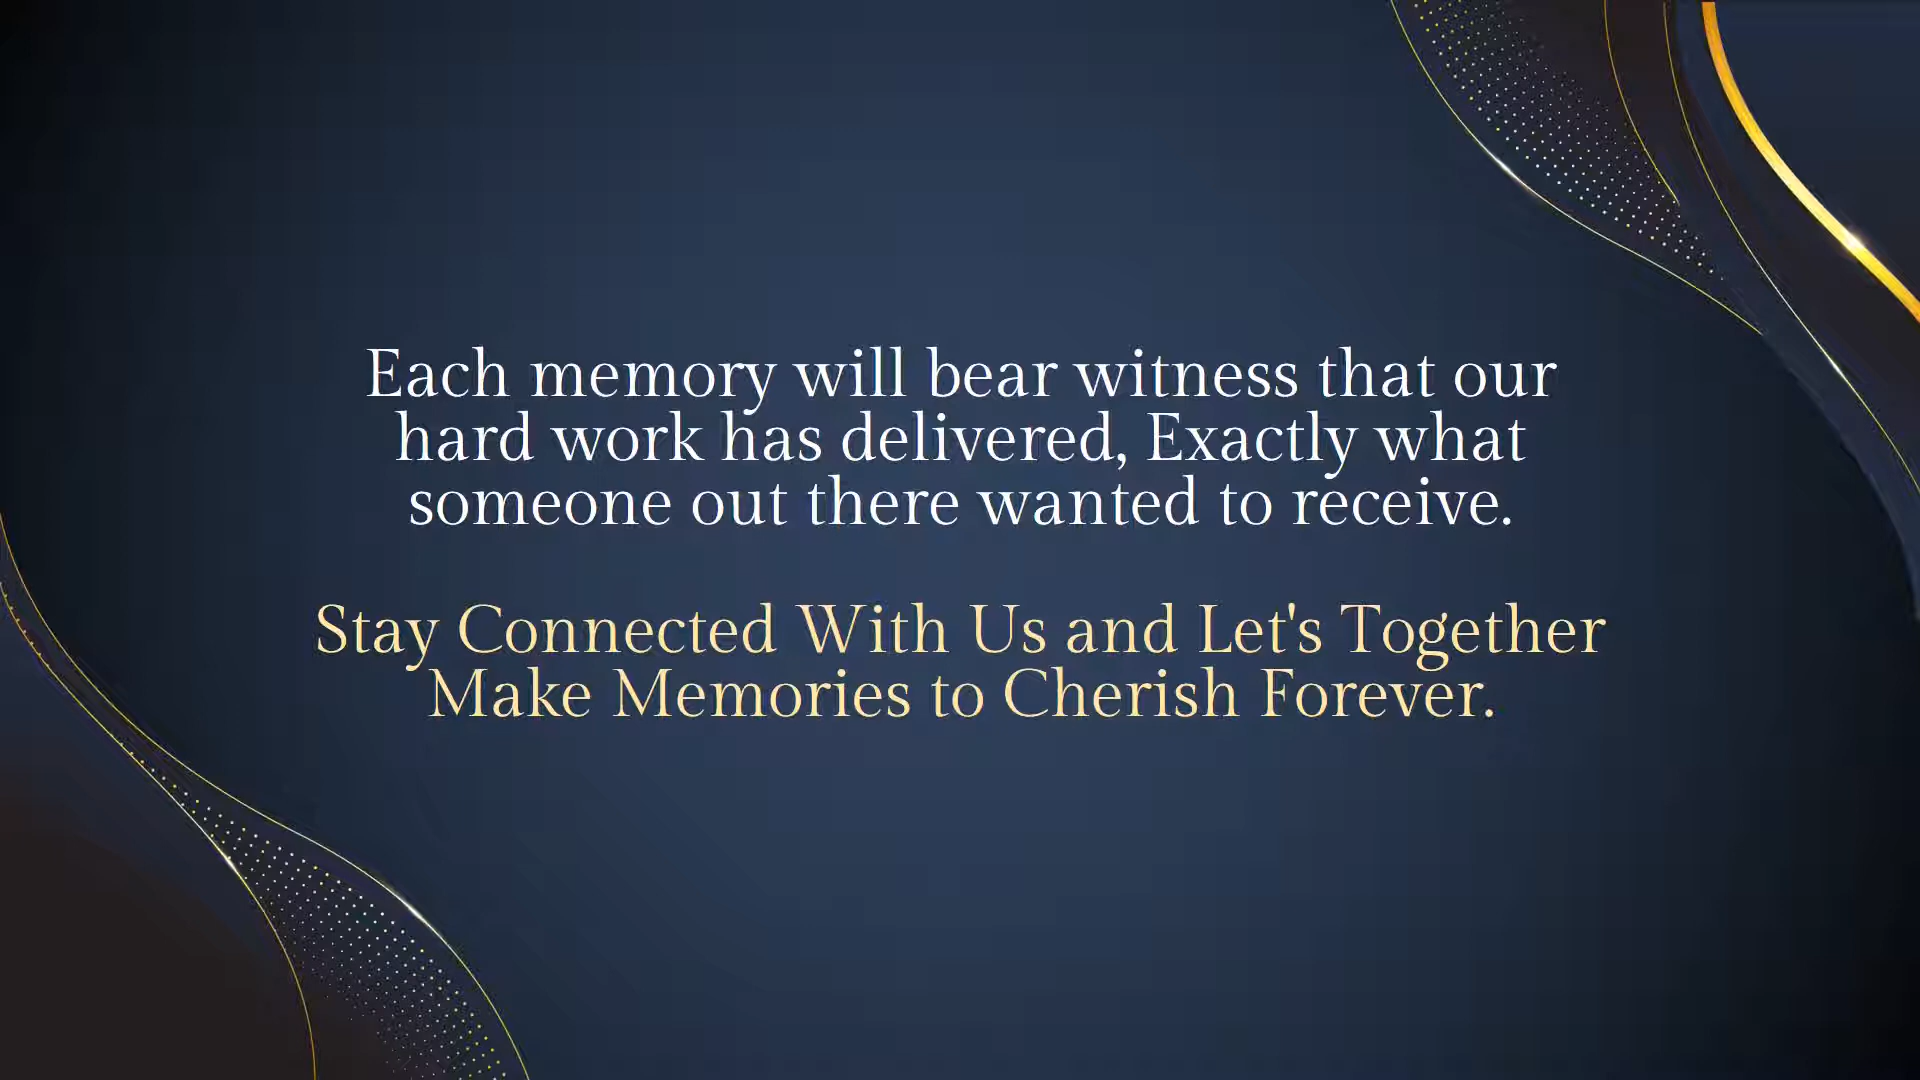 Each memory will bear witness that our
hard work has delivered, Exactly what
someone out there wanted to receive.
Stay Connected With Us and Let's Together
Make Memories to Cherish Forever.